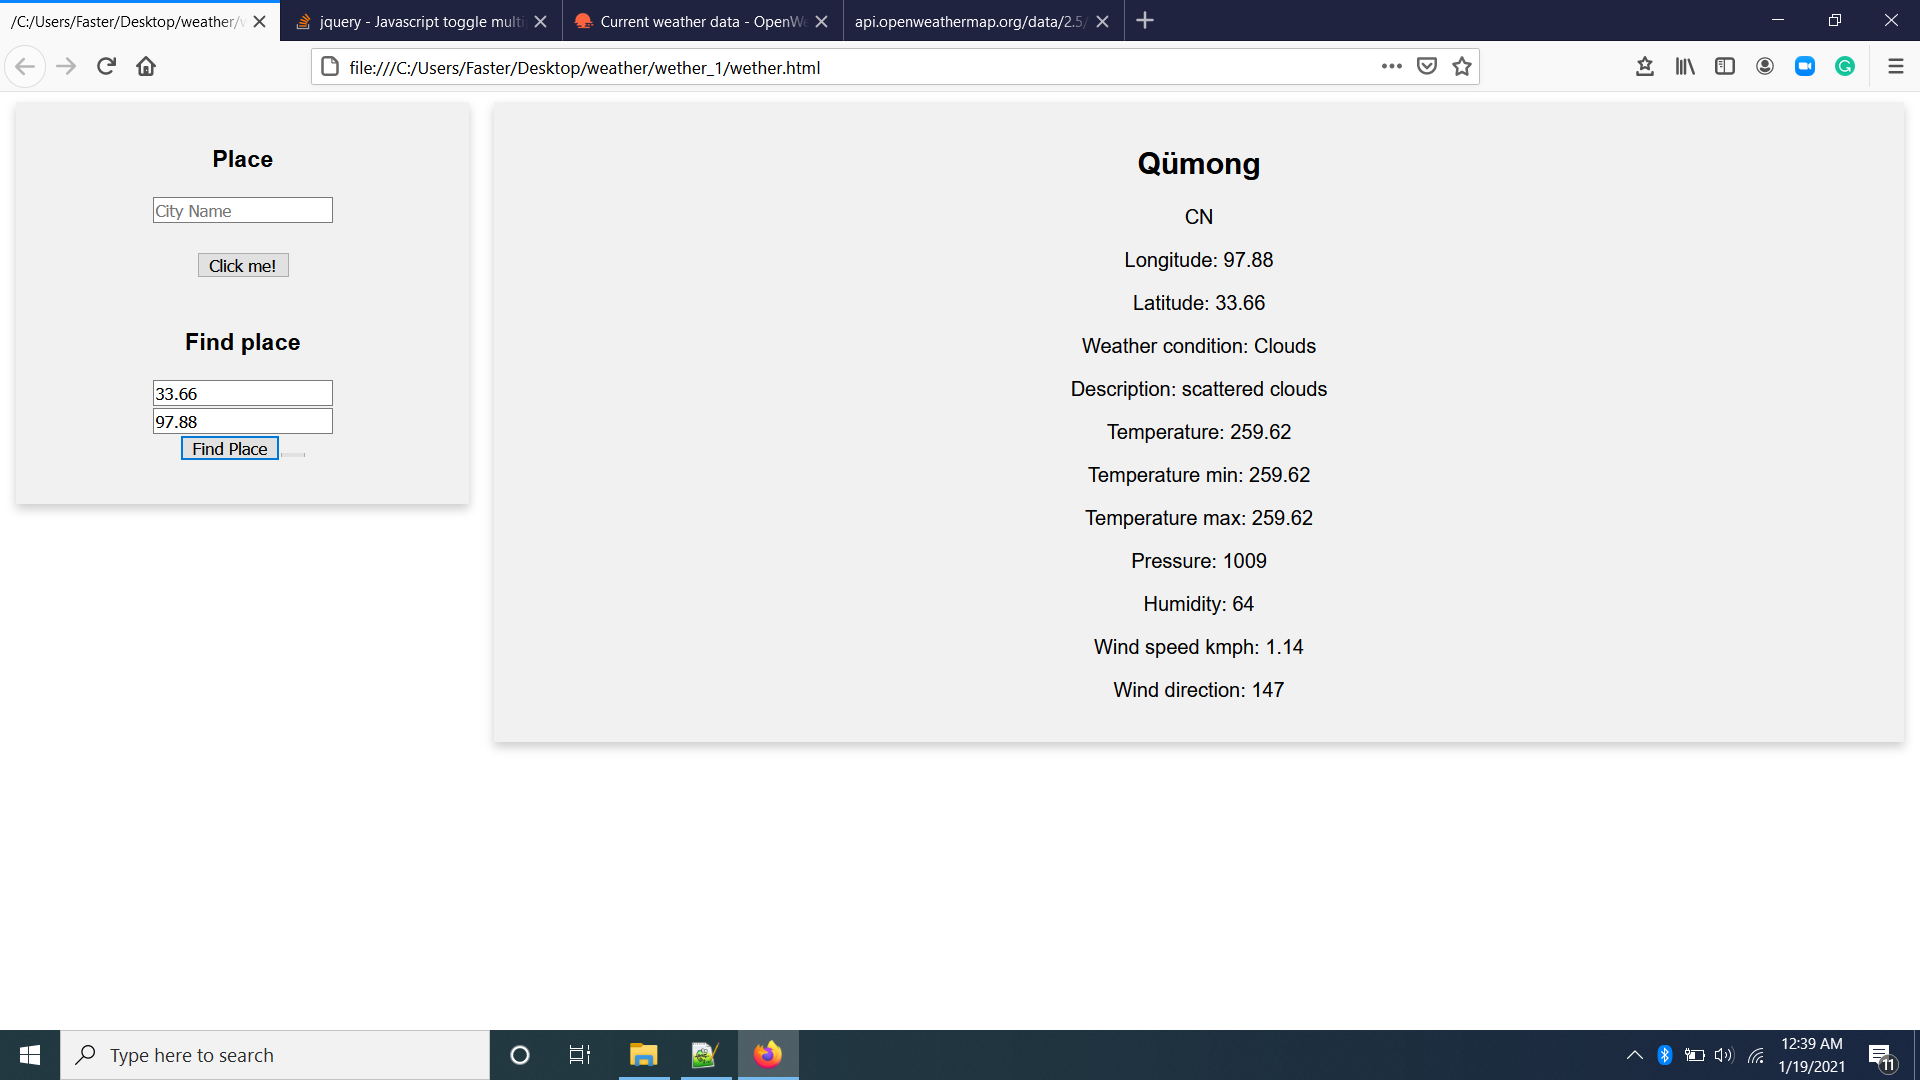 /C:/Users/Faster/Desktop/weather/w
jquery - Javascript toggle multi
Current weather data - OpenWe
api.openweathermap.org/data/2.5/
file:///C:/Users/Faster/Desktop/weather/wether_1/wether.html
Place
City Name
Click me!
Find place
33.66
97.88
Find Place
Qümong
CN
Longitude: 97.88
Latitude: 33.66
Weather condition: Clouds
Description: scattered clouds
Temperature: 259.62
Temperature min: 259.62
Temperature max: 259.62
Pressure: 1009
Humidity: 64
Wind speed kmph: 1.14
Wind direction: 147
Type here to search
12:39 AM
1/19/2021
11